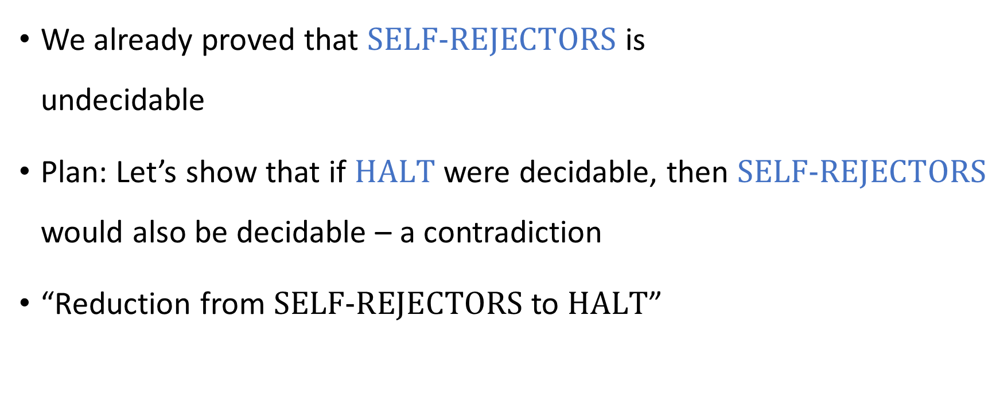 • We already proved that SELF-REJECTORS is
undecidable
• Plan: Let’s show that if HALT were decidable, then SELF-REJECTORS
would also be decidable – a contradiction
• “Reduction from SELF-REJECTORS to HALT”